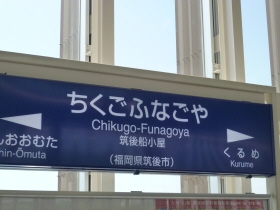 ちくごふなごや
Chikugo-Funagoya
筑後船小屋
(福岡県筑後市)
んおおむた
hin-Ōmuta
くるめ
Kurume